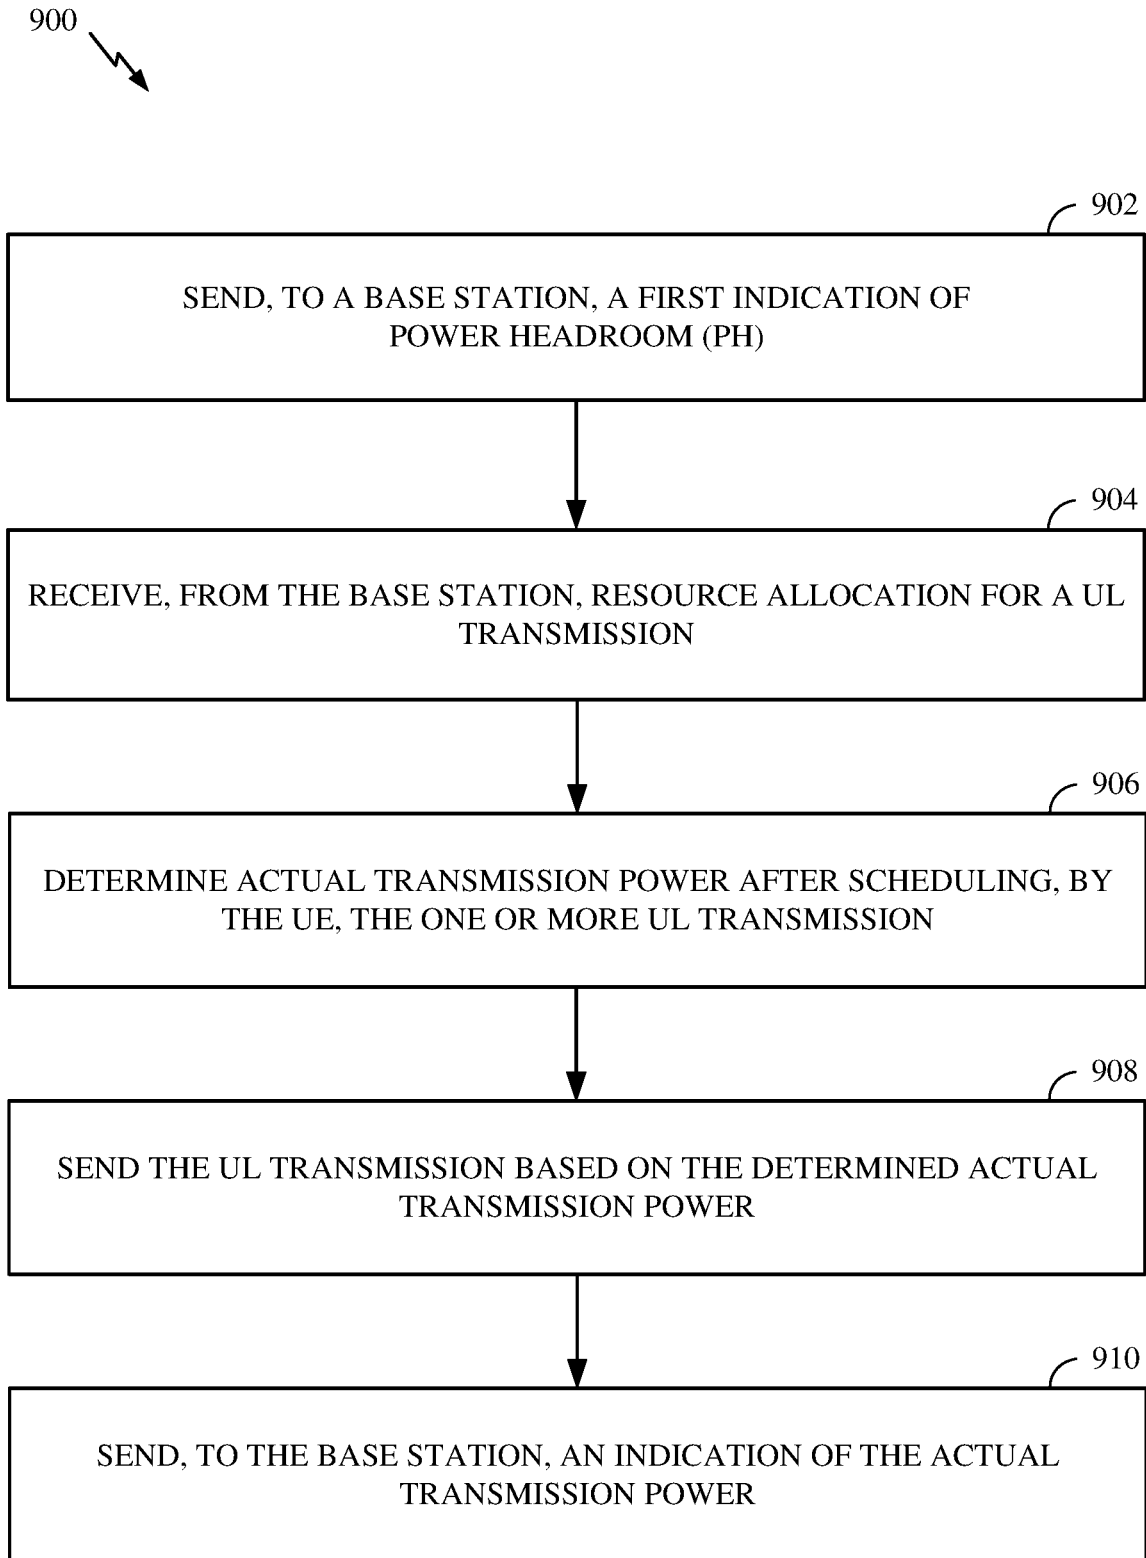 900
902
SEND, TO A BASE STATION, A FIRST INDICATION OF
POWER HEADROOM (PH)
904
RECEIVE, FROM THE BASE STATION, RESOURCE ALLOCATION FOR A UL
TRANSMISSION
906
DETERMINE ACTUAL TRANSMISSION POWER AFTER SCHEDULING, BY
THE UE, THE ONE OR MORE UL TRANSMISSION
908
SEND THE UL TRANSMISSION BASED ON THE DETERMINED ACTUAL
TRANSMISSION POWER
910
SEND, TO THE BASE STATION, AN INDICATION OF THE ACTUAL
TRANSMISSION POWER